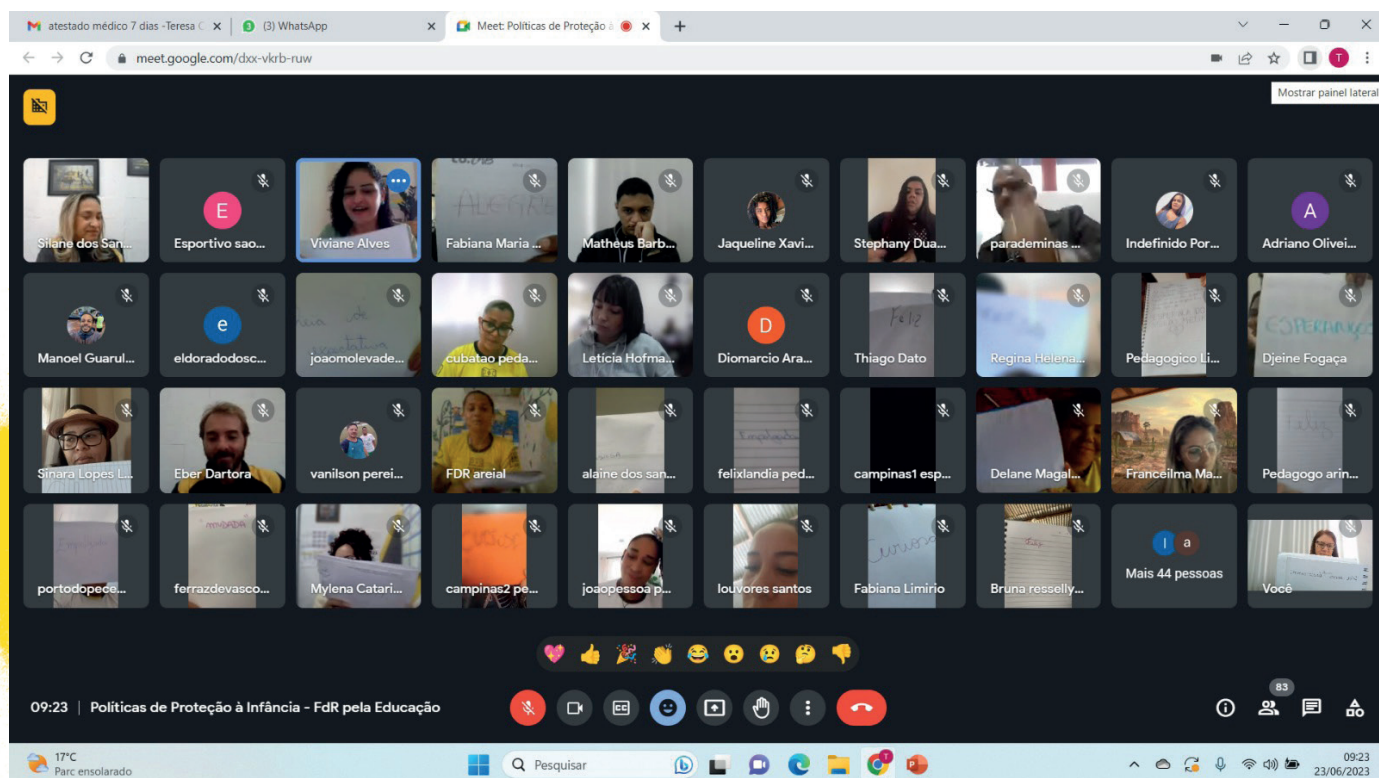 atestado médico 7 dias -Teresa C
(3) WhatsApp
Meet: Políticas de Proteção à
meet.google.com/dxx-vkrb-ruw
T
Mostrar painel lateral
Silane dos San...
E
Esportivo sao...
Viviane Alves
ALEGRE
Fabiana Maria ...
Matheus Barb...
Jaqueline Xavi...
Stephany Dua...
parademinas ...
Indefinido Por...
A
Adriano Olivei...
Manoel Guarul...
e
eldoradodosc...
joaomolevade...
cubatao peda...
Letícia Hofma...
D
Diomarcio Ara...
Feliz
Thiago Dato
Regina Helena...
Pedagogico Li...
Djeine Fogaça
Sinara Lopes L...
Eber Dartora
vanilson perei...
FDR areial
alaine dos san...
felixlandia ped...
campinas1 esp...
Delane Magal...
Franceilma Ma...
Pedagogo arin...
portodopece...
ferrazdevasco...
Mylena Catari...
campinas2 pe...
joaopessoa p...
louvores santos
Curiosa
Fabiana Limirio
Bruna resselly...
l a
Mais 44 pessoas
Você
09:23 | Políticas de Proteção à Infância - FdR pela Educação
83
17°C
Parc ensolarado
Pesquisar
09:23
23/06/2023